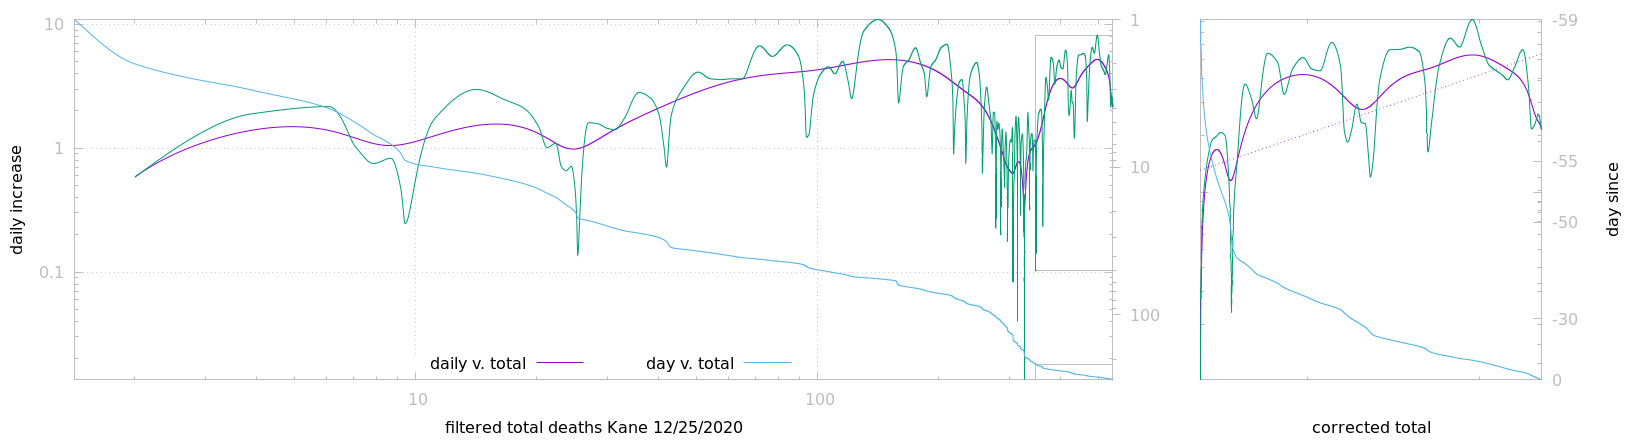 10
1
0.1
daily increase
1
10
100
daily v. total
day v. total
10
100
filtered total deaths Kane 12/25/2020
-59
-55
-50
-30
0
day since
corrected total